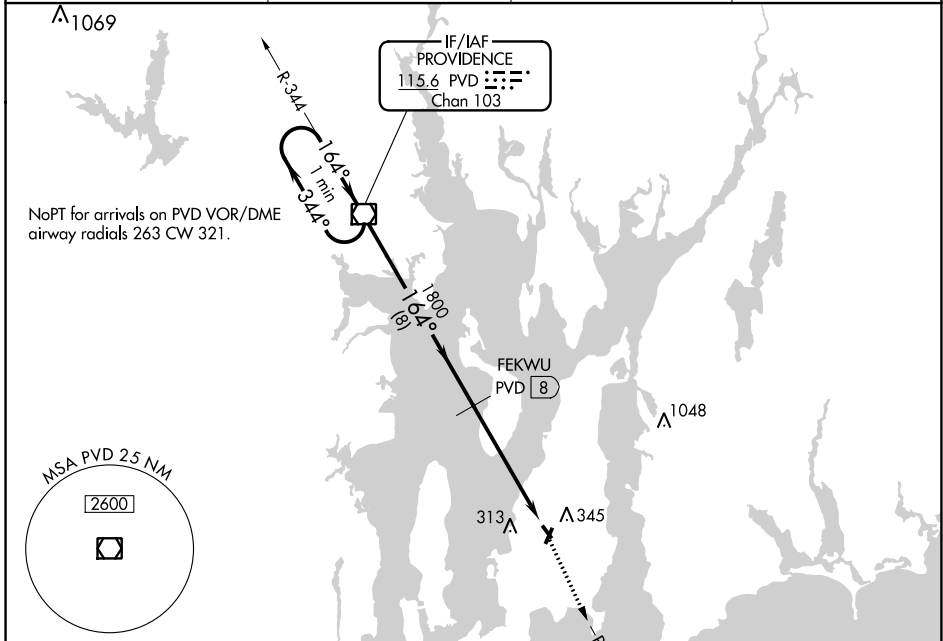 1069
IF/IAF
PROVIDENCE
115.6 PVD
Chan 103
R-344
164°
1 min
344°
NoPT for arrivals on PVD VOR/DME
airway radials 263 CW 321.
1800
164°
(8)
FEKWU
PVD 8
1048
MSA PVD 25 NM
2600
313
345